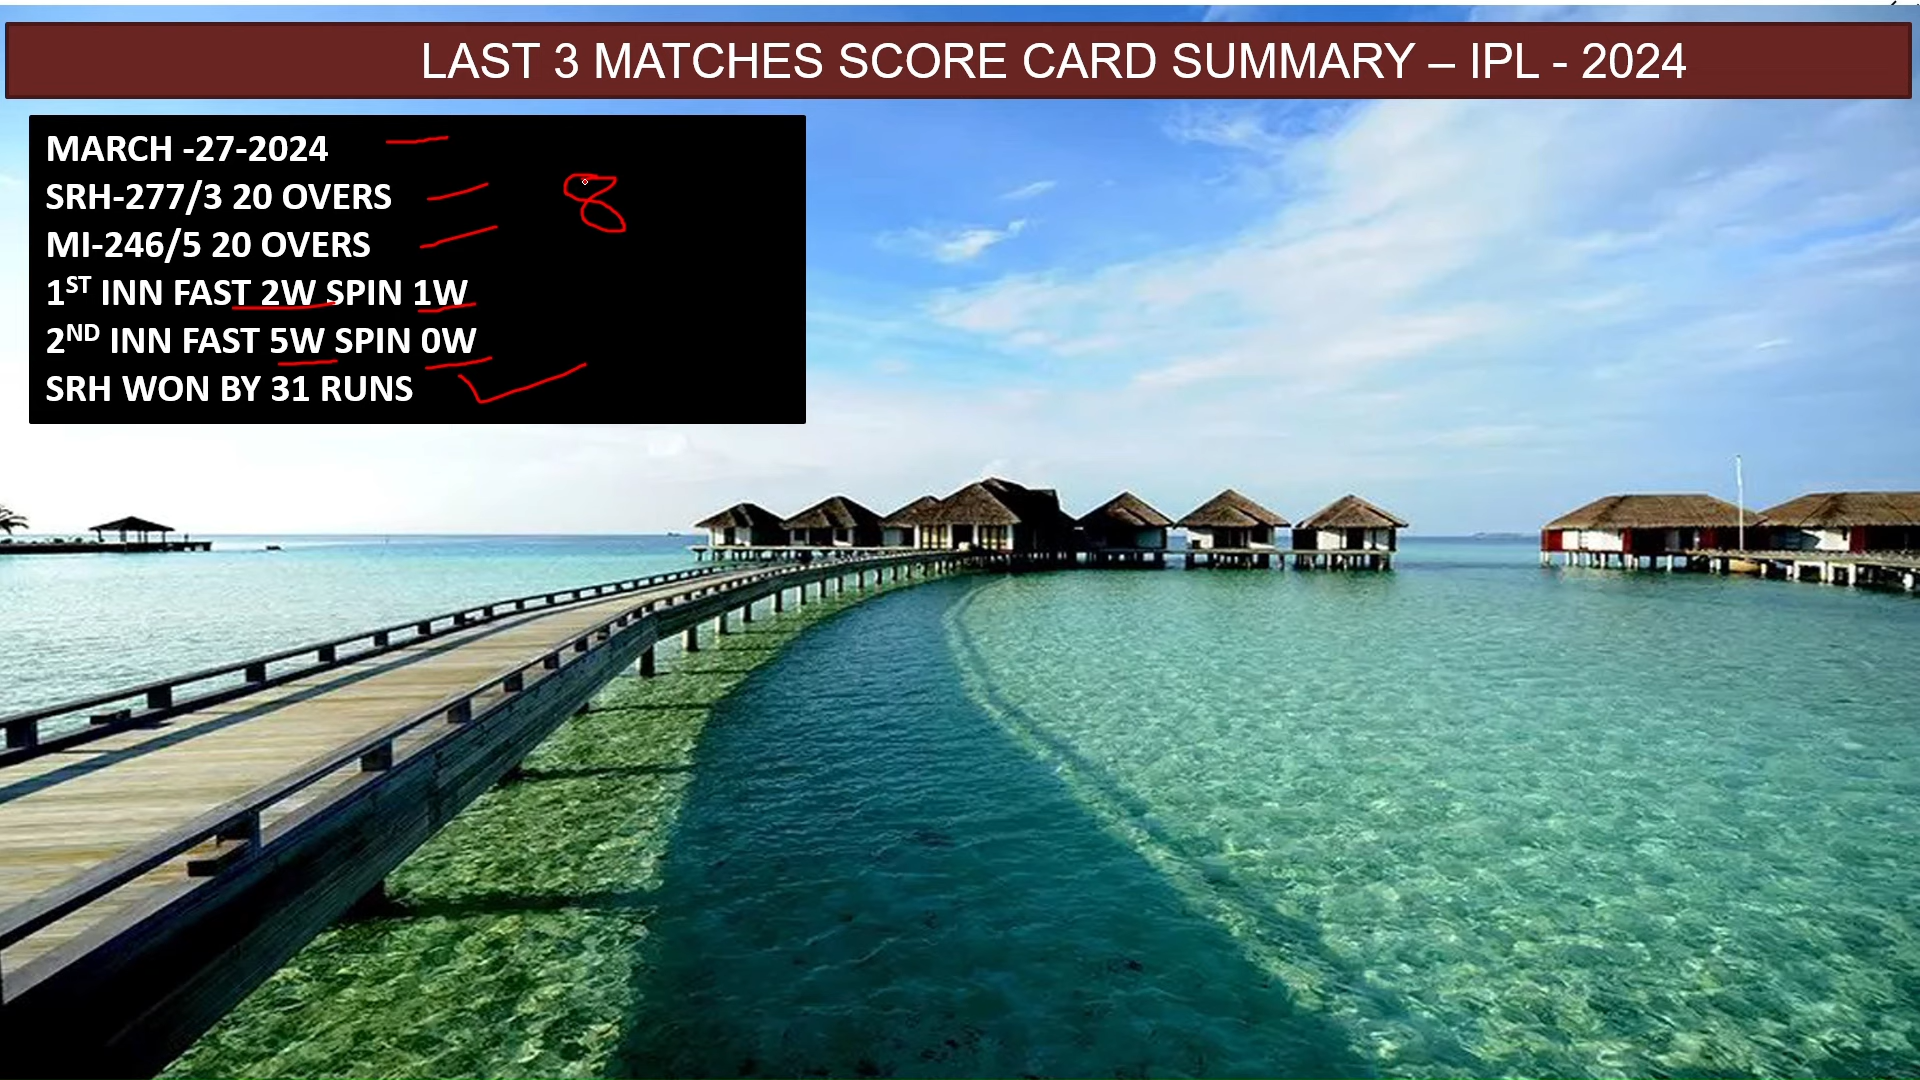 LAST 3 MATCHES SCORE CARD SUMMARY – IPL - 2024
MARCH -27-2024
SRH-277/3 20 OVERS
8
MI-246/5 20 OVERS
1ST INN FAST 2W SPIN 1W
2ND INN FAST 5W SPIN 0W
SRH WON BY 31 RUNS